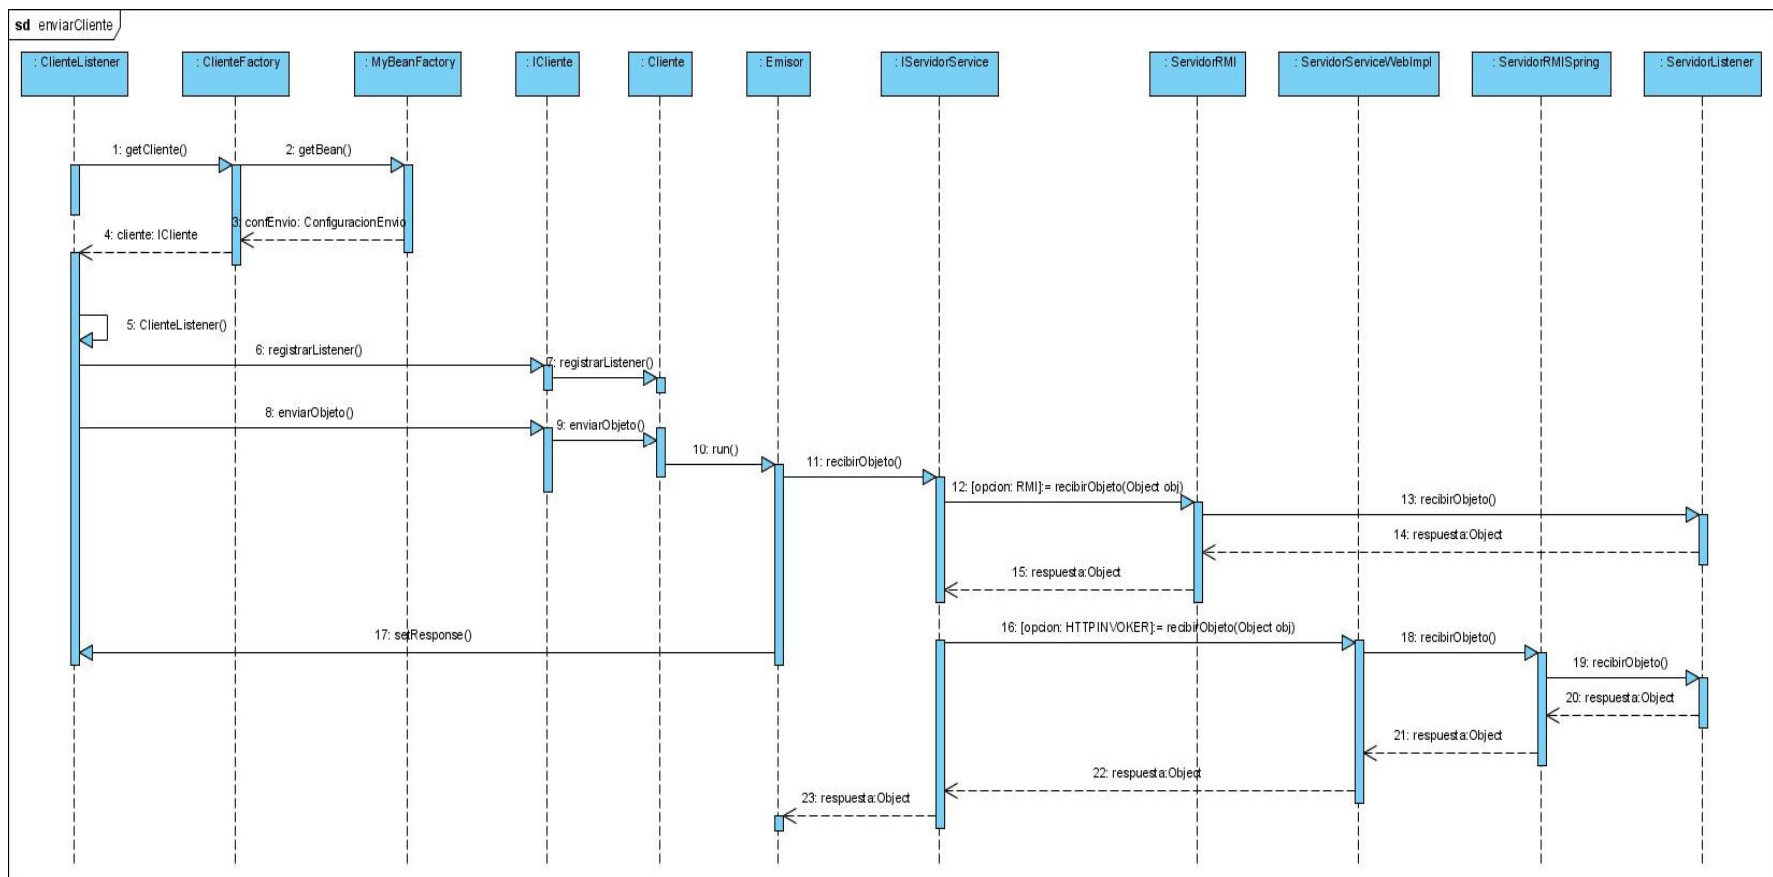 sd enviarCliente
: ClienteListener
: ClienteFactory
: MyBeanFactory
: ICliente
: Cliente
: Emisor
: IServidorService
: ServidorRMI
: ServidorServiceWebImpl
: ServidorRMISpring
: ServidorListener
1: getCliente()
2: getBean()
3: confEnvio: ConfiguracionEnvio
4: cliente: ICliente
5: ClienteListener()
6: registrarListener()
7: registrarListener()
8: enviarObjeto()
9: enviarObjeto()
10: run()
11: recibirObjeto()
12: [opcion: RMI]:= recibirObjeto(Object obj)
13: recibirObjeto()
14: respuesta:Object
15: respuesta:Object
16: [opcion: HTTPINVOKER]:= recibirObjeto(Object obj)
17: setResponse()
18: recibirObjeto()
19: recibirObjeto()
20: respuesta:Object
21: respuesta:Object
22: respuesta:Object
23: respuesta:Object